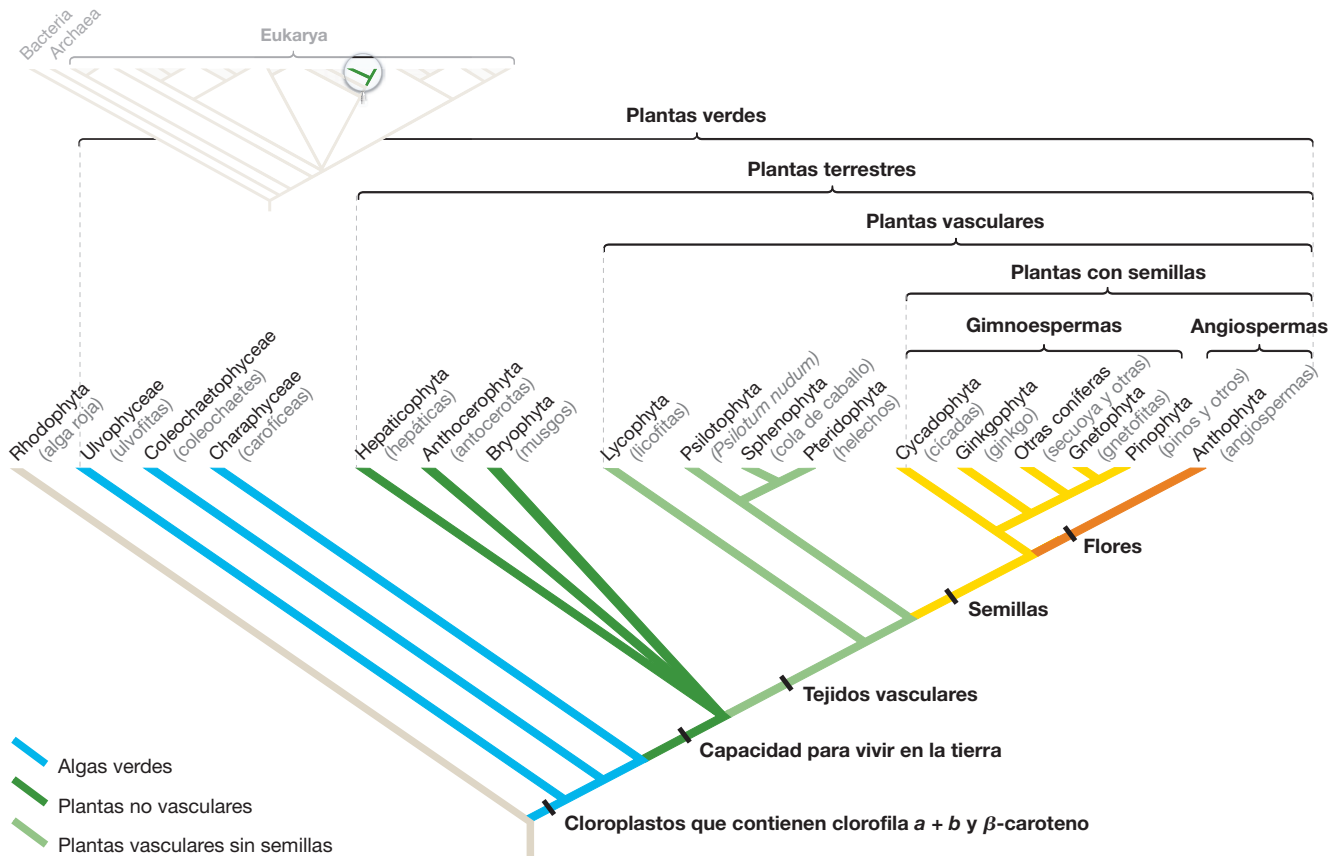 Bacteria
Archaea
Eukarya
Plantas verdes
Plantas terrestres
Plantas vasculares
Plantas con semillas
Gimnoespermas
Angiospermas
Rhodophyta
(alga roja)
Ulvophyceae
(ulvofitas)
Coleochaetophyceae
(coleochaetes)
Charaphyceae
(carofíceas)
Hepaticophyta
(hepáticas)
Anthocerophyta
(antocerotas)
Bryophyta
(musgos)
Lycophyta
(licofitas)
Psilotophyta
(Psilotum nudum)
Sphenophyta
(cola de caballo)
Pteridophyta
(helechos)
Cycadophyta
(cícadas)
Ginkgophyta
(ginkgo)
Otras coníferas
(secuoya y otras)
Gnetophyta
(gnetofitas)
Pinophyta
(pinos y otros)
Anthophyta
(angiospermas)
Flores
Semillas
Tejidos vasculares
Capacidad para vivir en la tierra
Cloroplastos que contienen clorofila a + b y β-caroteno
Algas verdes
Plantas no vasculares
Plantas vasculares sin semillas